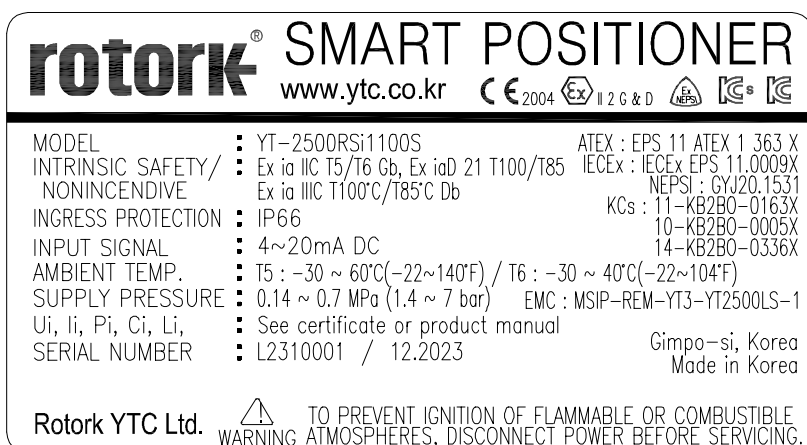 rotork® SMART POSITIONER
www.ytc.co.kr CE 2004 Ex II 2 G & D Ex NEPSI KCs KC
MODEL : YT-2500RSi1100S ATEX : EPS 11 ATEX 1 363 X
INTRINSIC SAFETY/ : Ex ia IIC T5/T6 Gb, Ex iaD 21 T100/T85 IECEx : IECEx EPS 11.0009X
NONINCENDIVE Ex ia IIIC T100°C/T85°C Db NEPSI : GYJ20.1531
INGRESS PROTECTION : IP66 KCs : 11-KB2BO-0163X
10-KB2BO-0005X
INPUT SIGNAL : 4~20mA DC 14-KB2BO-0336X
AMBIENT TEMP. : T5 : -30 ~ 60°C(-22~140°F) / T6 : -30 ~ 40°C(-22~104°F)
SUPPLY PRESSURE : 0.14 ~ 0.7 MPa (1.4 ~ 7 bar) EMC : MSIP-REM-YT3-YT2500LS-1
Ui, Ii, Pi, Ci, Li, : See certificate or product manual
SERIAL NUMBER : L2310001 / 12.2023 Gimpo-si, Korea
Made in Korea
Rotork YTC Ltd. WARNING TO PREVENT IGNITION OF FLAMMABLE OR COMBUSTIBLE
ATMOSPHERES, DISCONNECT POWER BEFORE SERVICING.